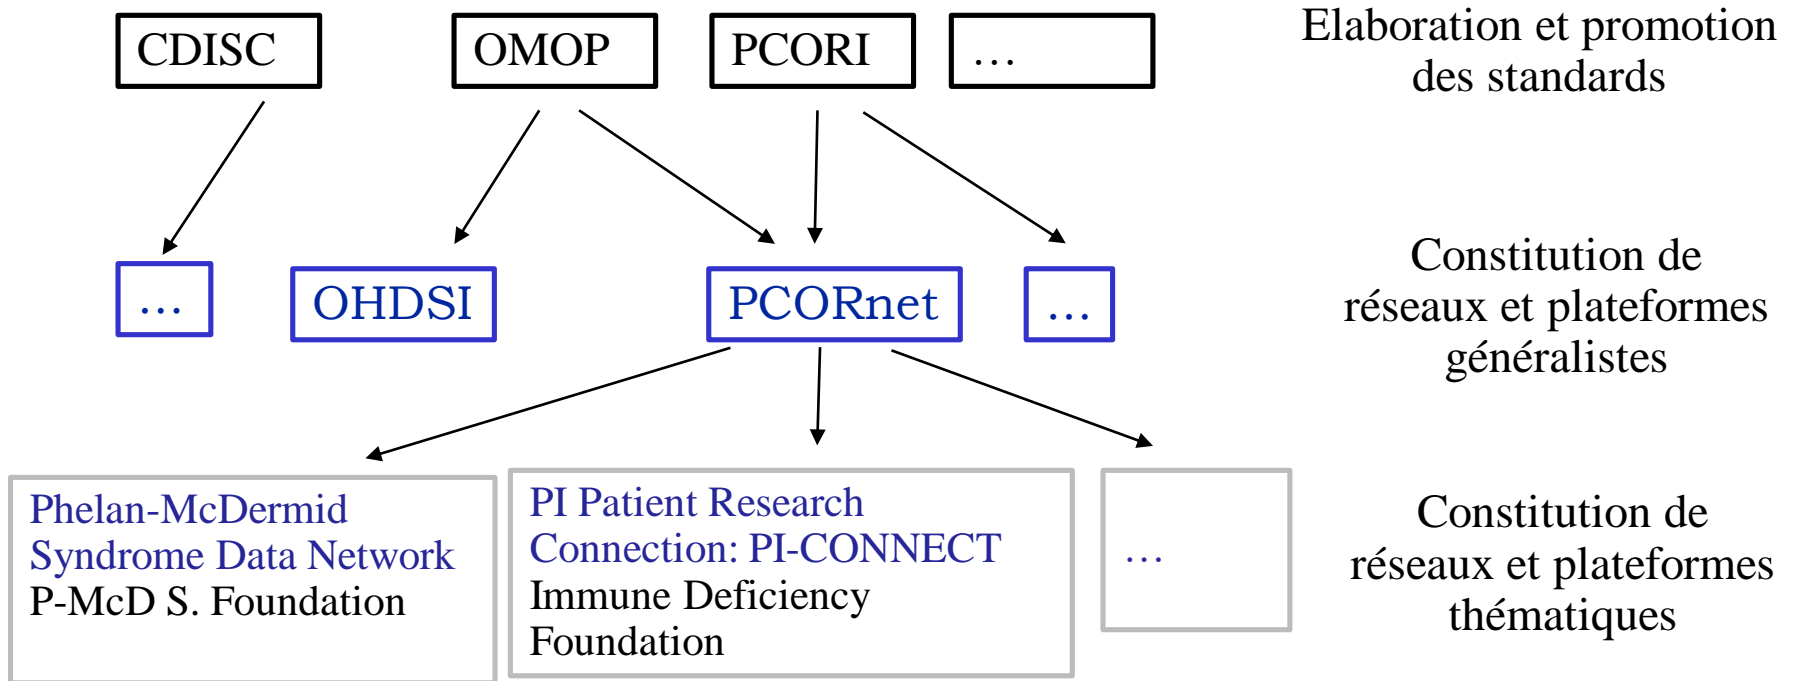 CDISC
OMOP
PCORI
...
Elaboration et promotion
des standards
...
OHDSI
PCORnet
...
Constitution de
réseaux et plateformes
généralistes
Phelan-McDermid
Syndrome Data Network
P-McD S. Foundation
PI Patient Research
Connection: PI-CONNECT
Immune Deficiency
Foundation
...
Constitution de
réseaux et plateformes
thématiques